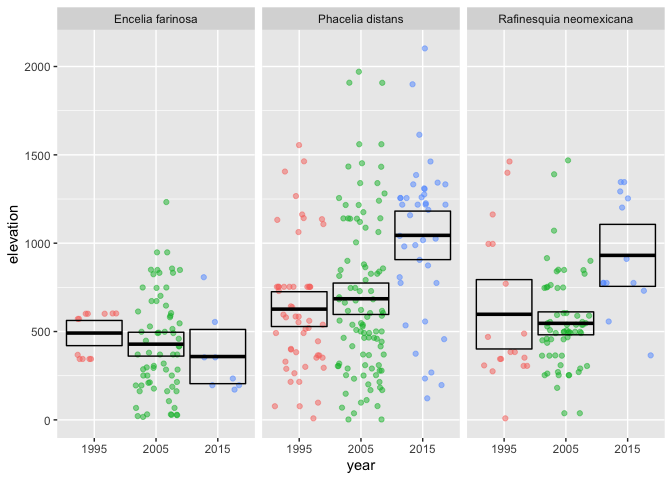 Encelia farinosa Phacelia distans Rafinesquia neomexicana
2000
1500
1000
500
0
elevation
1995 2005 2015 1995 2005 2015 1995 2005 2015
year